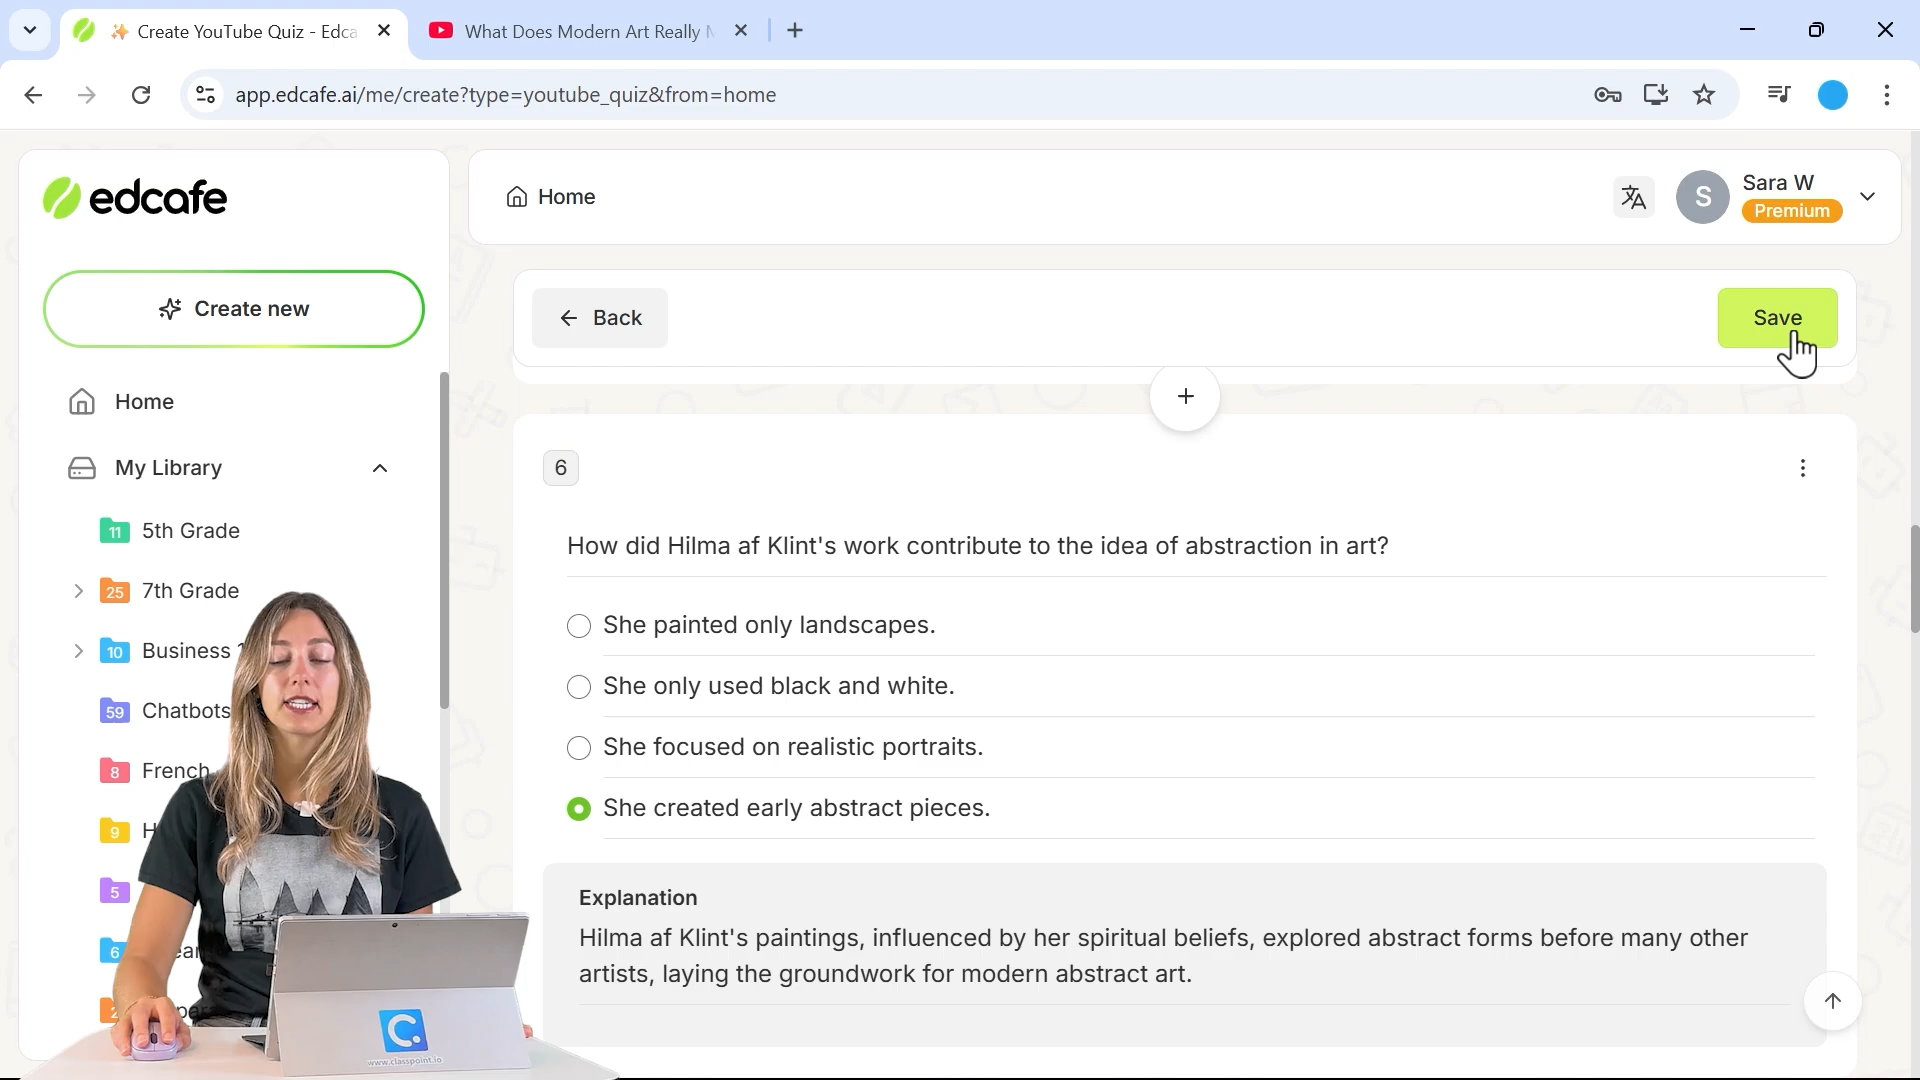 ✨ Create YouTube Quiz - Edca
What Does Modern Art Really
app.edcafe.ai/me/create?type=youtube_quiz&from=home
edcafe
Home
S
Sara W
Premium
Create new
Back
Save
Home
My Library
11 5th Grade
25 7th Grade
10 Business
59 Chatbots
8 French
9 H
5
6
6
How did Hilma af Klint's work contribute to the idea of abstraction in art?
She painted only landscapes.
She only used black and white.
She focused on realistic portraits.
She created early abstract pieces.
Explanation
Hilma af Klint's paintings, influenced by her spiritual beliefs, explored abstract forms before many other
artists, laying the groundwork for modern abstract art.
C
www.classpoint.io